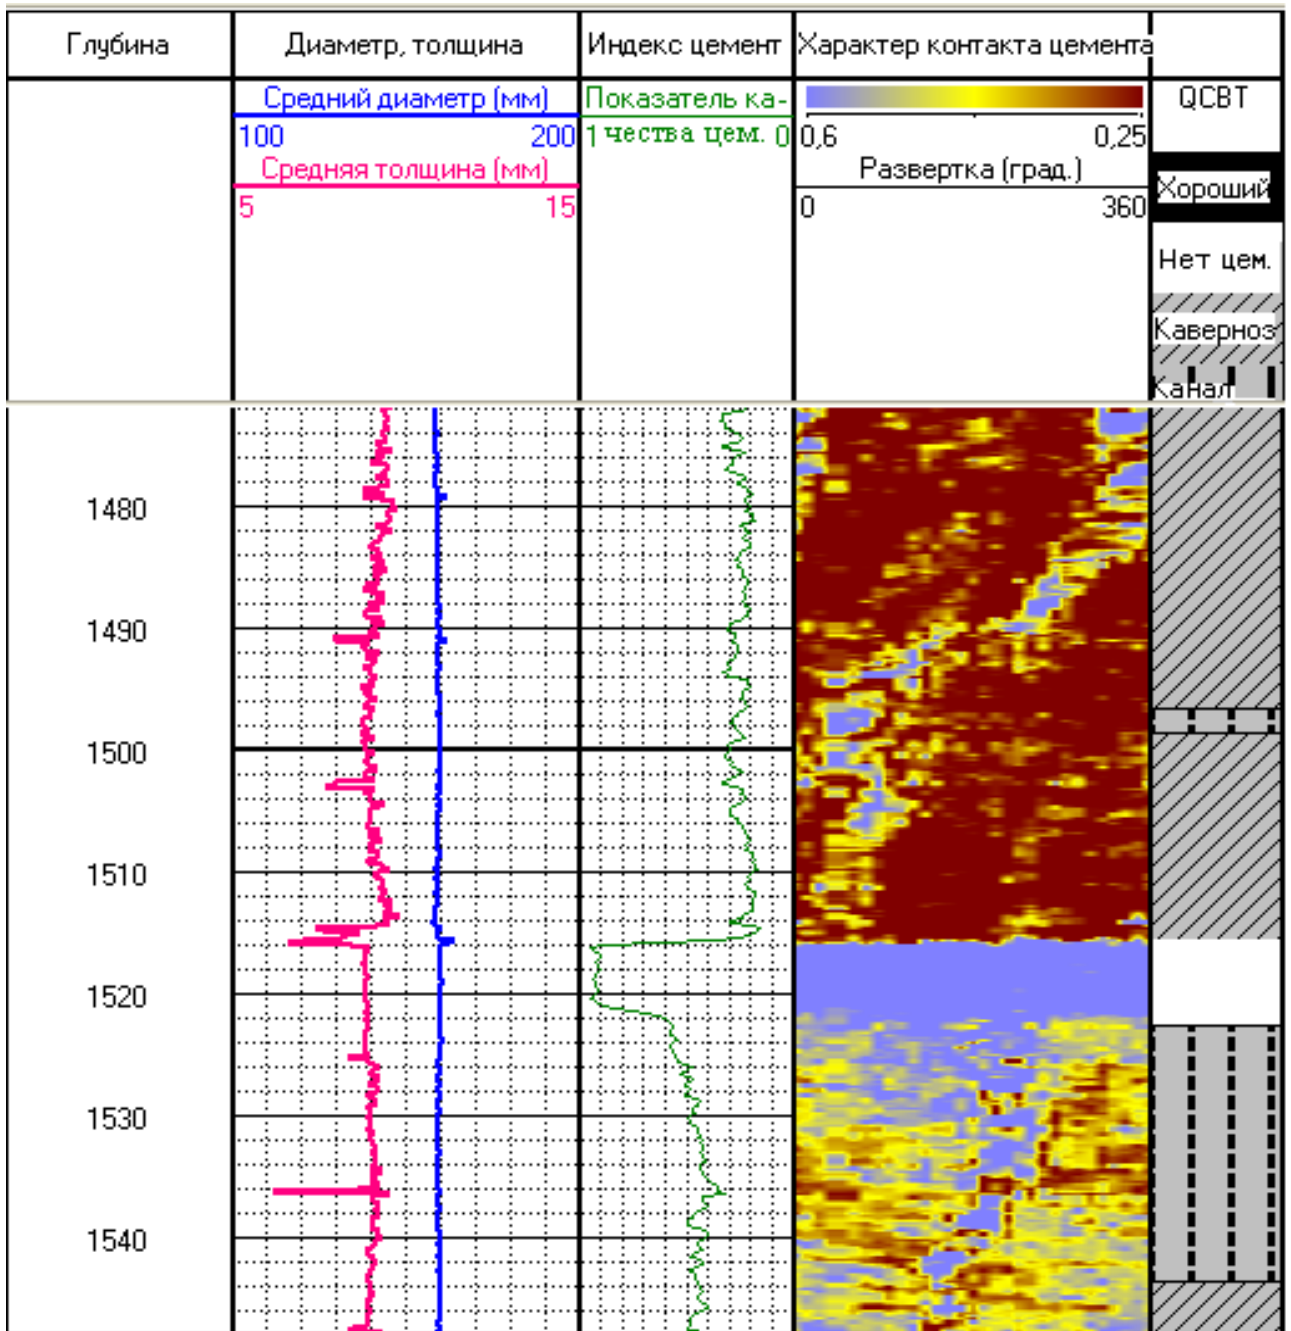 Глубина
Диаметр, толщина
Индекс цемент
Характер контакта цемента
Средний диаметр (мм)
100 200
Средняя толщина (мм)
5 15
Показатель ка-
1 чества цем. 0
0,6 0,25
Развертка (град.)
0 360
QCBT
Хороший
Нет цем.
Каверноз
Канал
1480
1490
1500
1510
1520
1530
1540